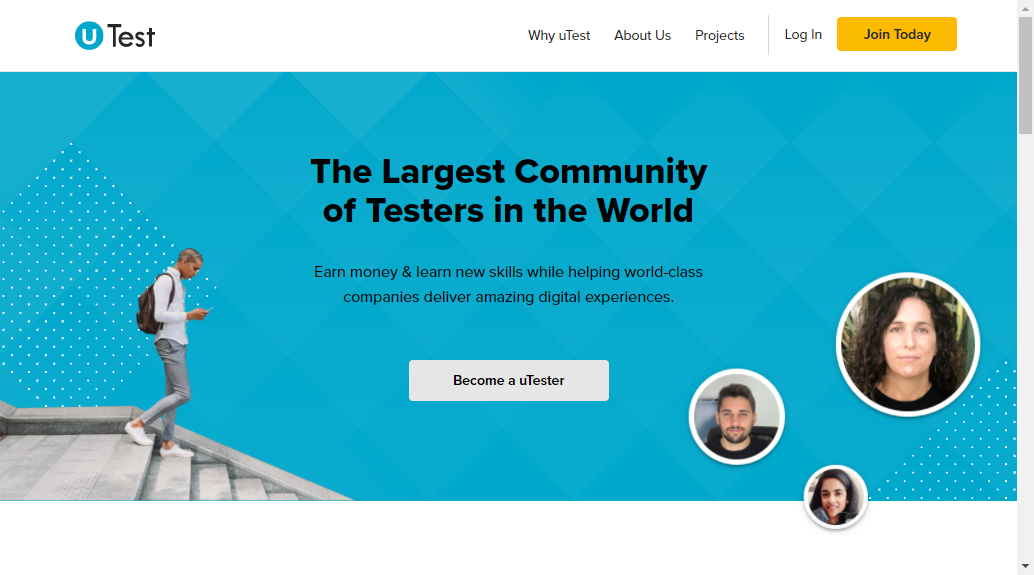 uTest
Why uTest
About Us
Projects
Log In
Join Today
The Largest Community
of Testers in the World
Earn money & learn new skills while helping world-class
companies deliver amazing digital experiences.
Become a uTester